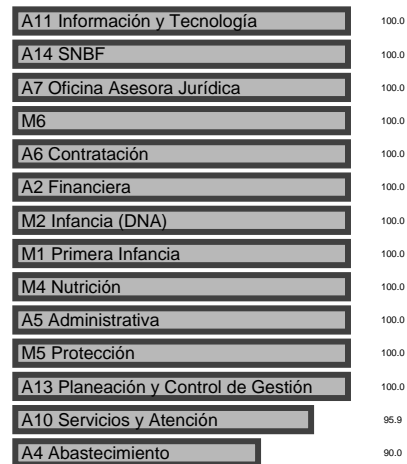 A11 Información y Tecnología 100.0
A14 SNBF 100.0
A7 Oficina Asesora Jurídica 100.0
M6 100.0
A6 Contratación 100.0
A2 Financiera 100.0
M2 Infancia (DNA) 100.0
M1 Primera Infancia 100.0
M4 Nutrición 100.0
A5 Administrativa 100.0
M5 Protección 100.0
A13 Planeación y Control de Gestión 100.0
A10 Servicios y Atención 95.9
A4 Abastecimiento 90.0